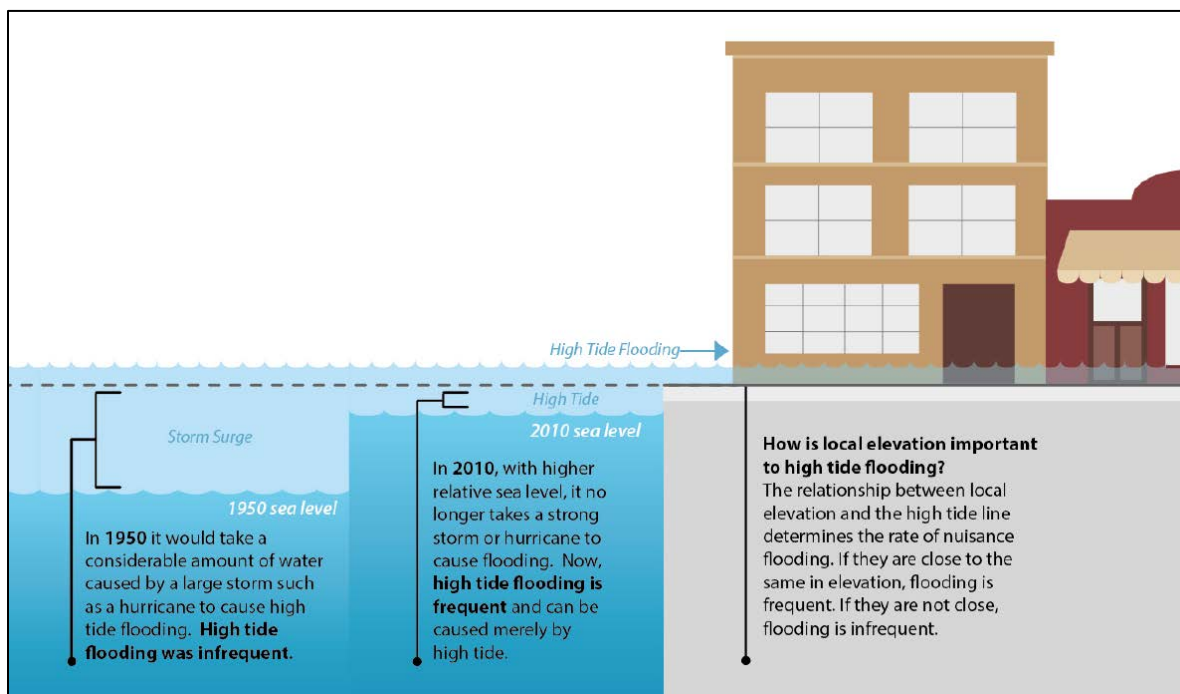 High Tide Flooding
Storm Surge
1950 sea level
In 1950 it would take a
considerable amount of water
caused by a large storm such
as a hurricane to cause high
tide flooding. High tide
flooding was infrequent.
High Tide
2010 sea level
In 2010, with higher
relative sea level, it no
longer takes a strong
storm or hurricane to
cause flooding. Now,
high tide flooding is
frequent and can be
caused merely by
high tide.
How is local elevation important
to high tide flooding?
The relationship between local
elevation and the high tide line
determines the rate of nuisance
flooding. If they are close to the
same in elevation, flooding is
frequent. If they are not close,
flooding is infrequent.